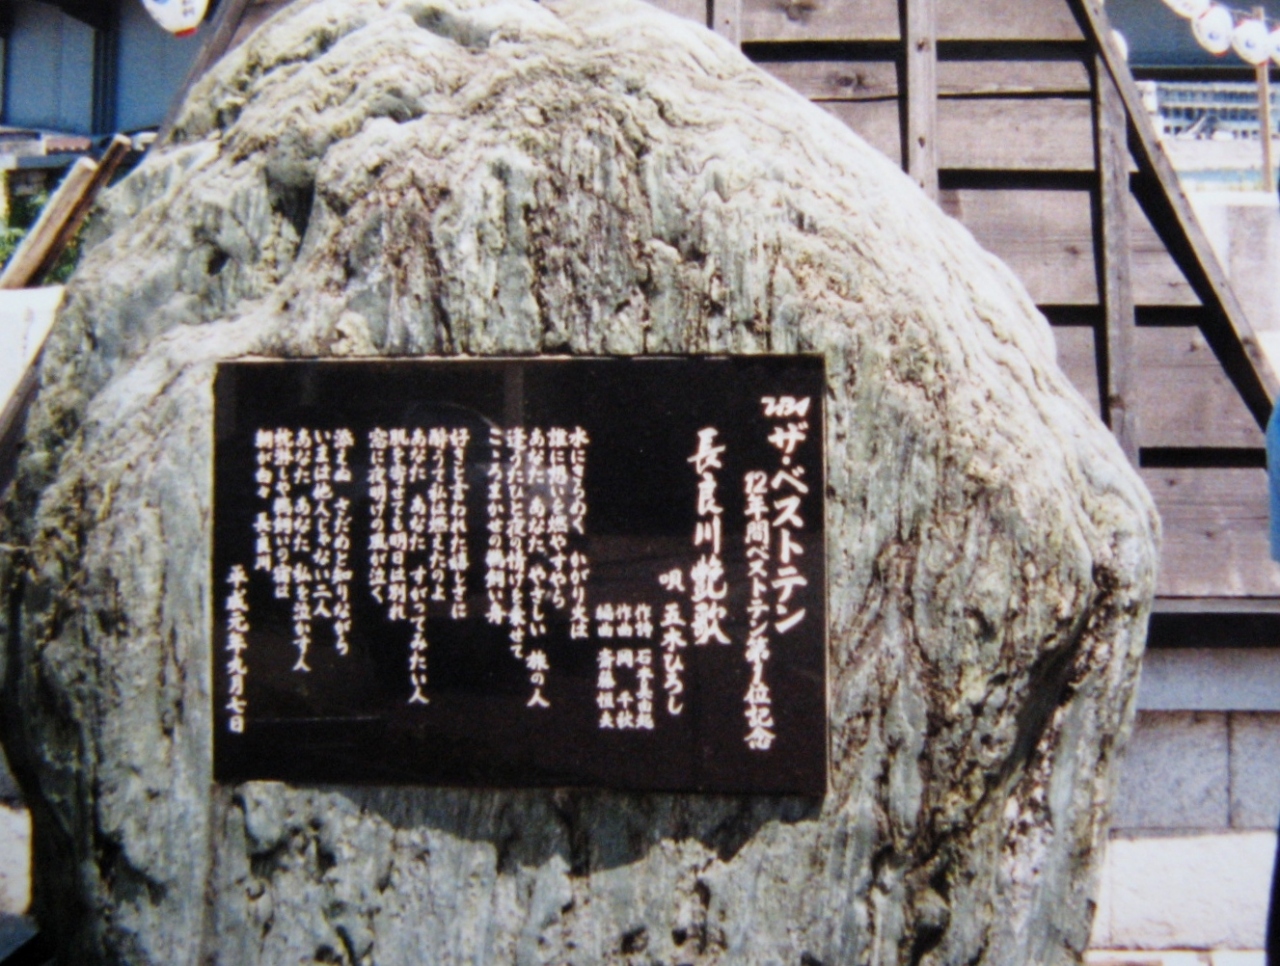 TBS ザ・ベストテン
12年間ベストテン第1位記念
長良川艶歌
唄 五木ひろし
作詩 石本美由起
作曲 岡 千秋
編曲 斎藤恒夫
水にきらめく かがり火は
誰に想いを燃やすやら
あなた あなた やさしい 旅の人
逢うたひと夜の情けを乗せて
こころまかせの鵜飼い舟
好きと言われた嬉しさに
酔うて私は燃えたのよ
あなた あなた すがってみたい人
肌を寄せても明日は別れ
窓に夜明けの風が泣く
添えぬ さだめと知りながら
いまは他人じゃない二人
あなた あなた 私を泣かす人
枕淋しや鵜飼いの宿は
朝が白々 長良川
平成元年九月七日